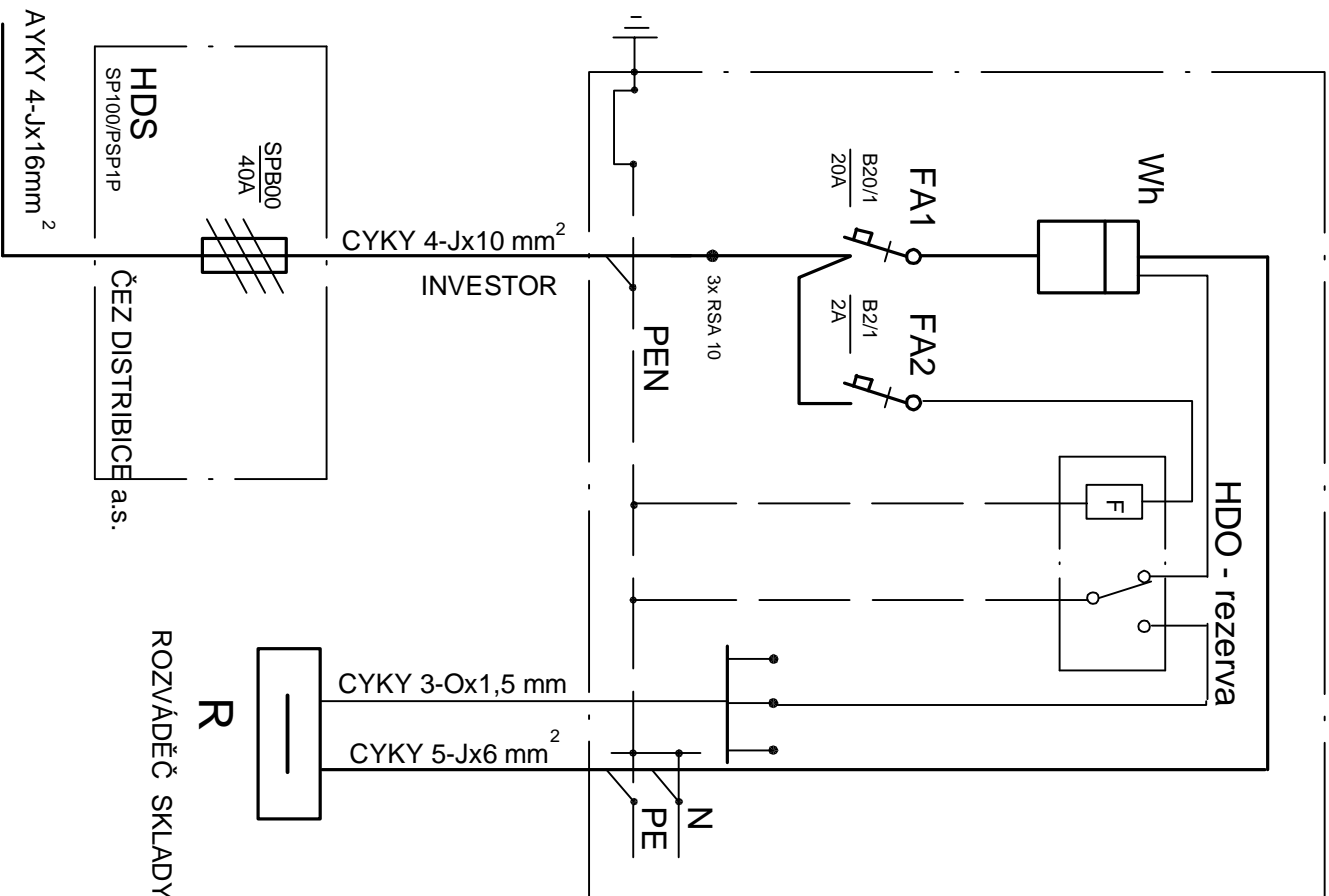 AYKY 4-Jx16mm²
HDS
SP100/PSP1P
SPB00
40A
ČEZ DISTRIBICE a.s.
CYKY 4-Jx10 mm²
INVESTOR
PEN
3x RSA 10
FA1
B20/1
20A
FA2
B2/1
2A
Wh
HDO - rezerva
F
CYKY 3-Ox1,5 mm
CYKY 5-Jx6 mm²
N
PE
R
ROZVÁDĚČ SKLADY